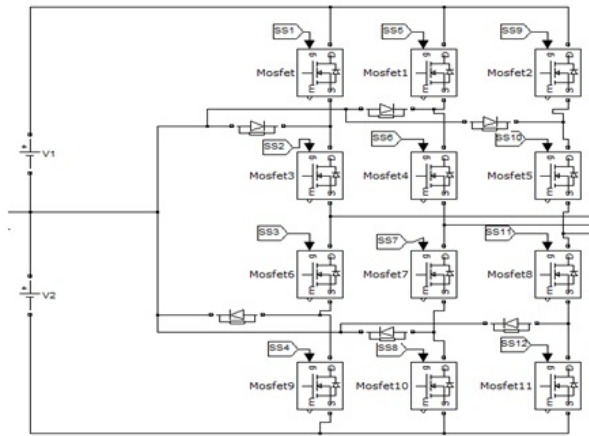 SS1 SS5 SS9
g D g D g D
Mosfet Mosfet1 Mosfet2
m S m S m S
SS2 SS6 SS10
V1
g D g D g D
Mosfet3 Mosfet4 Mosfet5
m S m S m S
SS3 SS7 SS11
g D g D g D
Mosfet6 Mosfet7 Mosfet8
m S m S m S
V2
SS4 SS8 SS12
g D g D g D
Mosfet9 Mosfet10 Mosfet11
m S m S m S